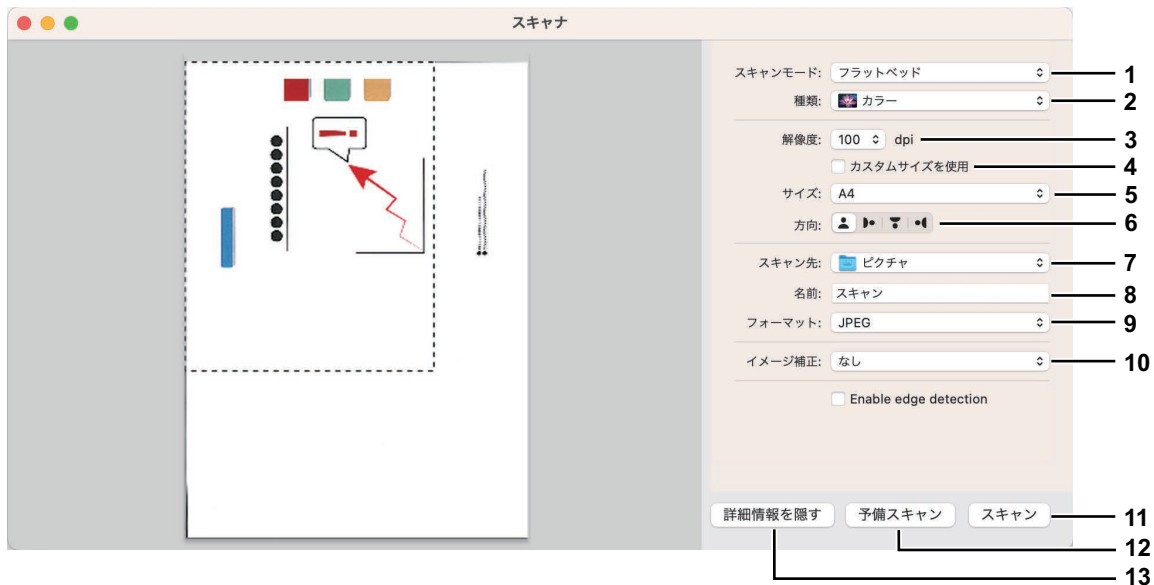 スキャナ
スキャンモード: フラットベッド 1
種類: カラー 2
解像度: 100 dpi 3
カスタムサイズを使用 4
サイズ: A4 5
方向: 6
スキャン先: ピクチャ 7
名前: スキャン 8
フォーマット: JPEG 9
イメージ補正: なし 10
Enable edge detection
詳細情報を隠す 予備スキャン スキャン 11
12
13